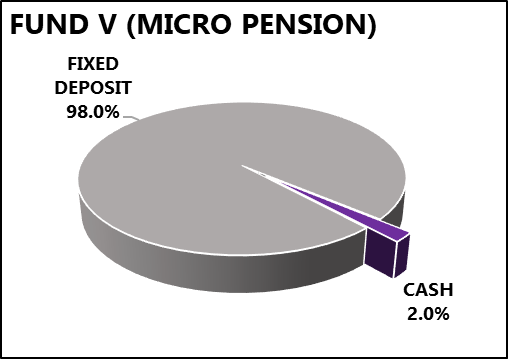 FUND V (MICRO PENSION)
FIXED
DEPOSIT
98.0%
CASH
2.0%